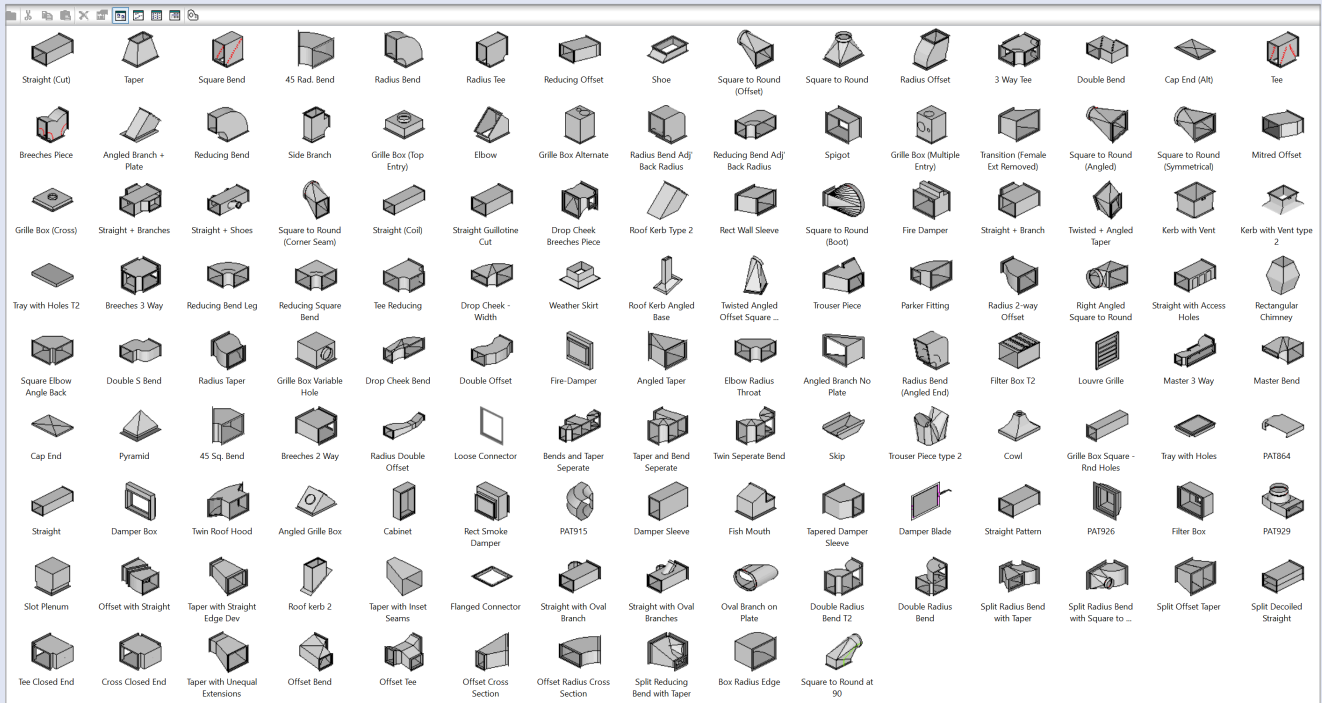 Straight (Cut)
Taper
Square Bend
45 Rad. Bend
Radius Bend
Radius Tee
Reducing Offset
Shoe
Square to Round
(Offset)
Square to Round
Radius Offset
3 Way Tee
Double Bend
Cap End (Alt)
Tee
Breeches Piece
Angled Branch +
Plate
Reducing Bend
Side Branch
Grille Box (Top
Entry)
Elbow
Grille Box Alternate
Radius Bend Adj'
Back Radius
Reducing Bend Adj'
Back Radius
Spigot
Grille Box (Multiple
Entry)
Transition (Female
Ext Removed)
Square to Round
(Angled)
Square to Round
(Symmetrical)
Mitred Offset
Grille Box (Cross)
Straight + Branches
Straight + Shoes
Square to Round
(Corner Seam)
Straight (Coil)
Straight Guillotine
Cut
Drop Cheek
Breeches Piece
Roof Kerb Type 2
Rect Wall Sleeve
Square to Round
(Boot)
Fire Damper
Straight + Branch
Twisted + Angled
Taper
Kerb with Vent
Kerb with Vent type
2
Tray with Holes T2
Breeches 3 Way
Reducing Bend Leg
Reducing Square
Bend
Tee Reducing
Drop Cheek -
Width
Weather Skirt
Roof Kerb Angled
Base
Twisted Angled
Offset Square ...
Trouser Piece
Parker Fitting
Radius 2-way
Offset
Right Angled
Square to Round
Straight with Access
Holes
Rectangular
Chimney
Square Elbow
Angle Back
Double S Bend
Radius Taper
Grille Box Variable
Hole
Drop Cheek Bend
Double Offset
Fire-Damper
Angled Taper
Elbow Radius
Throat
Angled Branch No
Plate
Radius Bend
(Angled End)
Filter Box T2
Louvre Grille
Master 3 Way
Master Bend
Cap End
Pyramid
45 Sq. Bend
Breeches 2 Way
Radius Double
Offset
Loose Connector
Bends and Taper
Seperate
Taper and Bend
Seperate
Twin Seperate Bend
Skip
Trouser Piece type 2
Cowl
Grille Box Square -
Rnd Holes
Tray with Holes
PAT864
Straight
Damper Box
Twin Roof Hood
Angled Grille Box
Cabinet
Rect Smoke
Damper
PAT915
Damper Sleeve
Fish Mouth
Tapered Damper
Sleeve
Damper Blade
Straight Pattern
PAT926
Filter Box
PAT929
Slot Plenum
Offset with Straight
Taper with Straight
Edge Dev
Roof kerb 2
Taper with Inset
Seams
Flanged Connector
Straight with Oval
Branch
Straight with Oval
Branches
Oval Branch on
Plate
Double Radius
Bend T2
Double Radius
Bend
Split Radius Bend
with Taper
Split Radius Bend
with Square to ...
Split Offset Taper
Split Decoiled
Straight
Tee Closed End
Cross Closed End
Taper with Unequal
Extensions
Offset Bend
Offset Tee
Offset Cross
Section
Offset Radius Cross
Section
Split Reducing
Bend with Taper
Box Radius Edge
Square to Round at
90